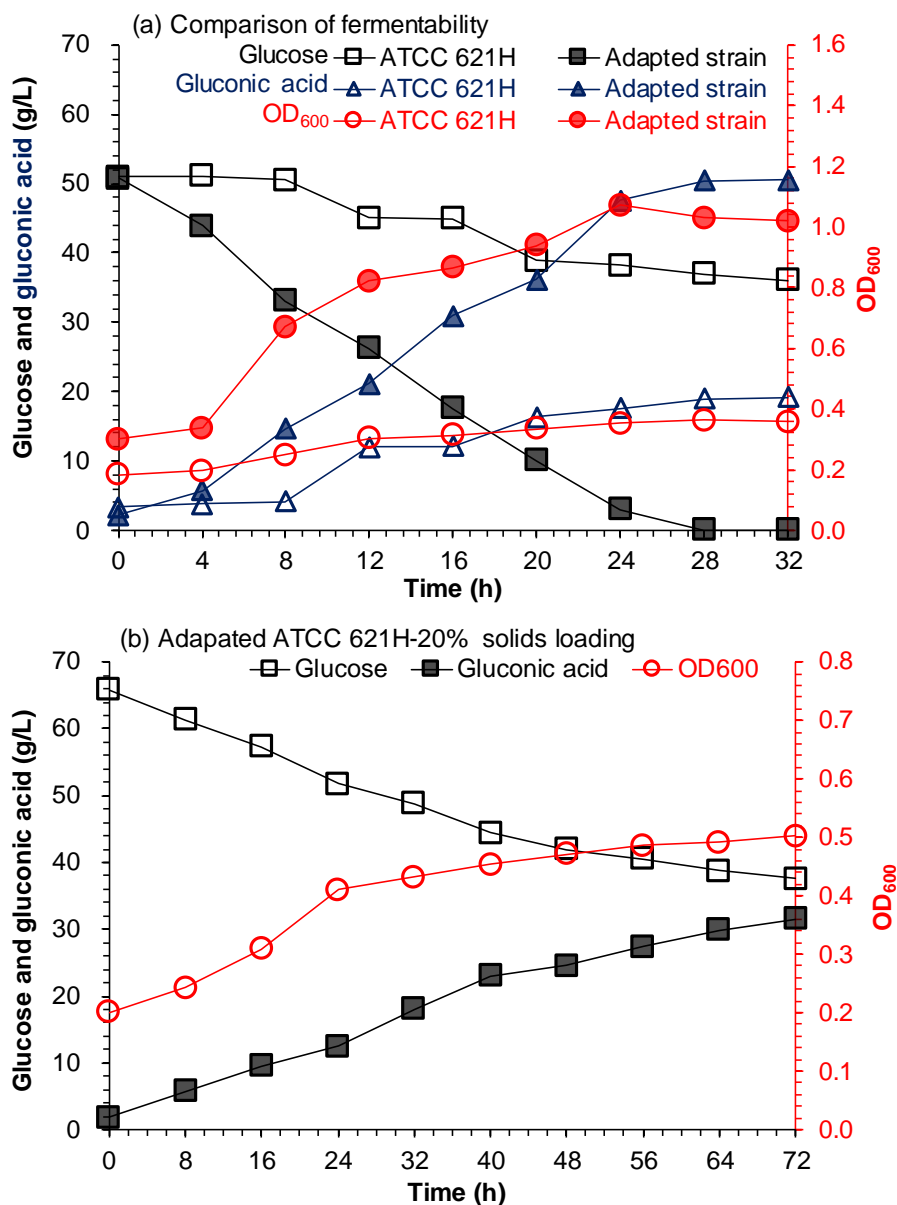 (a) Comparison of fermentability
Glucose ATCC 621H Adapted strain
Gluconic acid ATCC 621H Adapted strain
OD600 ATCC 621H Adapted strain
Glucose and gluconic acid (g/L)
70
60
50
40
30
20
10
0
1.6
1.4
1.2
1.0
0.8
0.6
0.4
0.2
0.0
OD600
0 4 8 12 16 20 24 28 32
Time (h)
(b) Adapated ATCC 621H-20% solids loading
Glucose Gluconic acid OD600
Glucose and gluconic acid (g/L)
70
60
50
40
30
20
10
0
0.8
0.7
0.6
0.5
0.4
0.3
0.2
0.1
0.0
OD600
0 8 16 24 32 40 48 56 64 72
Time (h)